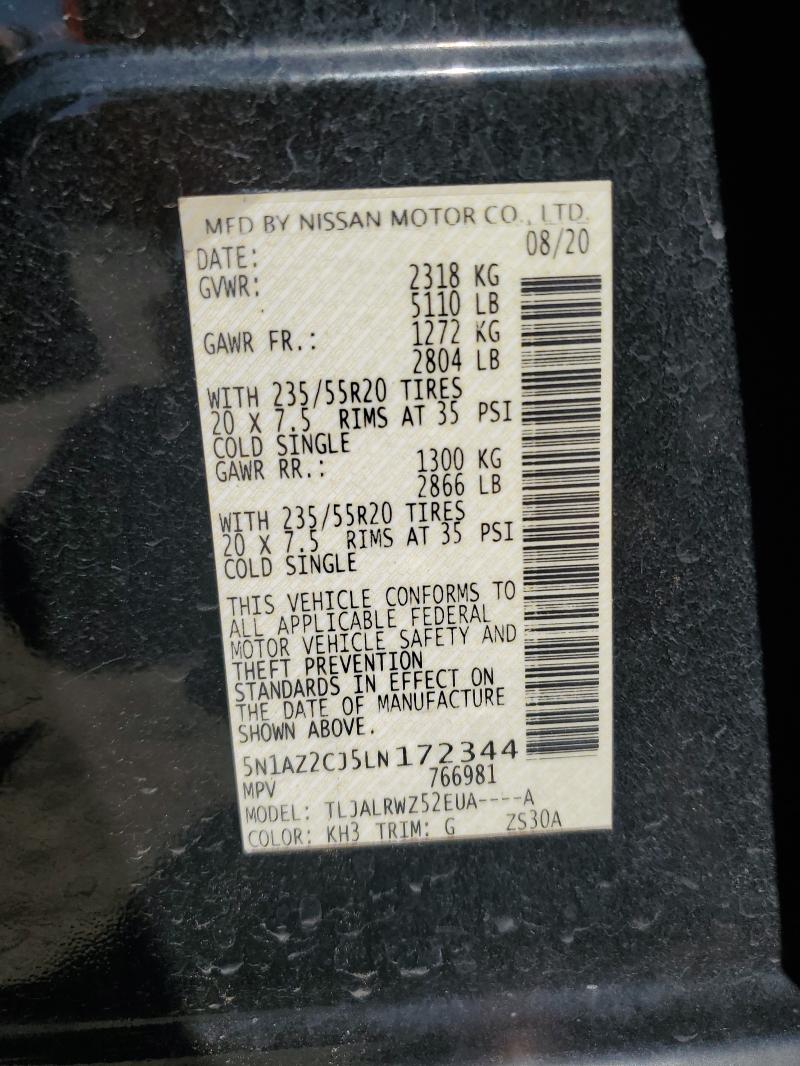 MFD BY NISSAN MOTOR CO., LTD.
DATE: 08/20
GVWR: 2318 KG
5110 LB
GAWR FR.: 1272 KG
2804 LB
WITH 235/55R20 TIRES
20 X 7.5 RIMS AT 35 PSI
COLD SINGLE
GAWR RR.: 1300 KG
2866 LB
WITH 235/55R20 TIRES
20 X 7.5 RIMS AT 35 PSI
COLD SINGLE
THIS VEHICLE CONFORMS TO
ALL APPLICABLE FEDERAL
MOTOR VEHICLE SAFETY AND
THEFT PREVENTION
STANDARDS IN EFFECT ON
THE DATE OF MANUFACTURE
SHOWN ABOVE.
5N1AZ2CJ5LN172344
MPV 766981
MODEL: TLJALRWZ52EUA----A
COLOR: KH3 TRIM: G ZS30A